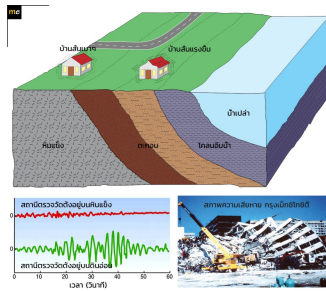 me
บ้านสั่นเบาๆ
บ้านสั่นแรงขึ้น
น้ำเปล่า
หินแข็ง
ตะกอน
โคลนอิ่มน้ำ
สถานีตรวจวัดตั้งอยู่บนหินแข็ง
0
0
สถานีตรวจวัดตั้งอยู่บนดินอ่อน
0 10 20 30 40 50 60
เวลา (วินาที)
สภาพความเสียหาย กรุงเม็กซิโกซิตี